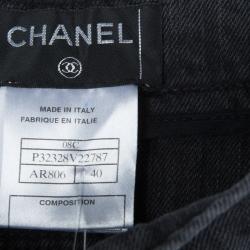 CHANEL
MADE IN ITALY
FABRIQUE EN ITALIE
08C
P32328V22787
AR806 40
COMPOSITION